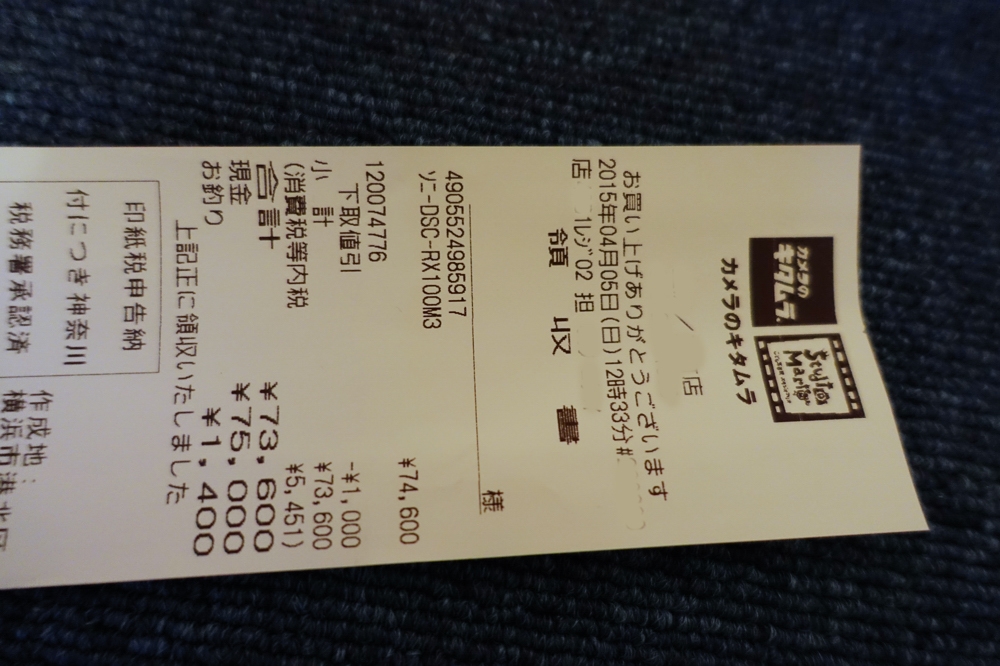 カメラの
キタムラ
Studio
Mario
カメラのキタムラ
店
お買い上げありがとうございます
2015年04月05日(日)12時33分#
店 1レジ02 担
領 収 書
様
4905524985917
ソニーDSC-RX100M3 ¥74,600
120074776
下取値引 -¥1,000
小 計 ¥73,600
(消費税等内税 ¥5,451)
合計 ¥73,600
現金 ¥75,000
お釣り ¥1,400
上記正に領収いたしました
印紙税申告納
付につき神奈川
税務署承認済
作成地:
横浜市港北区